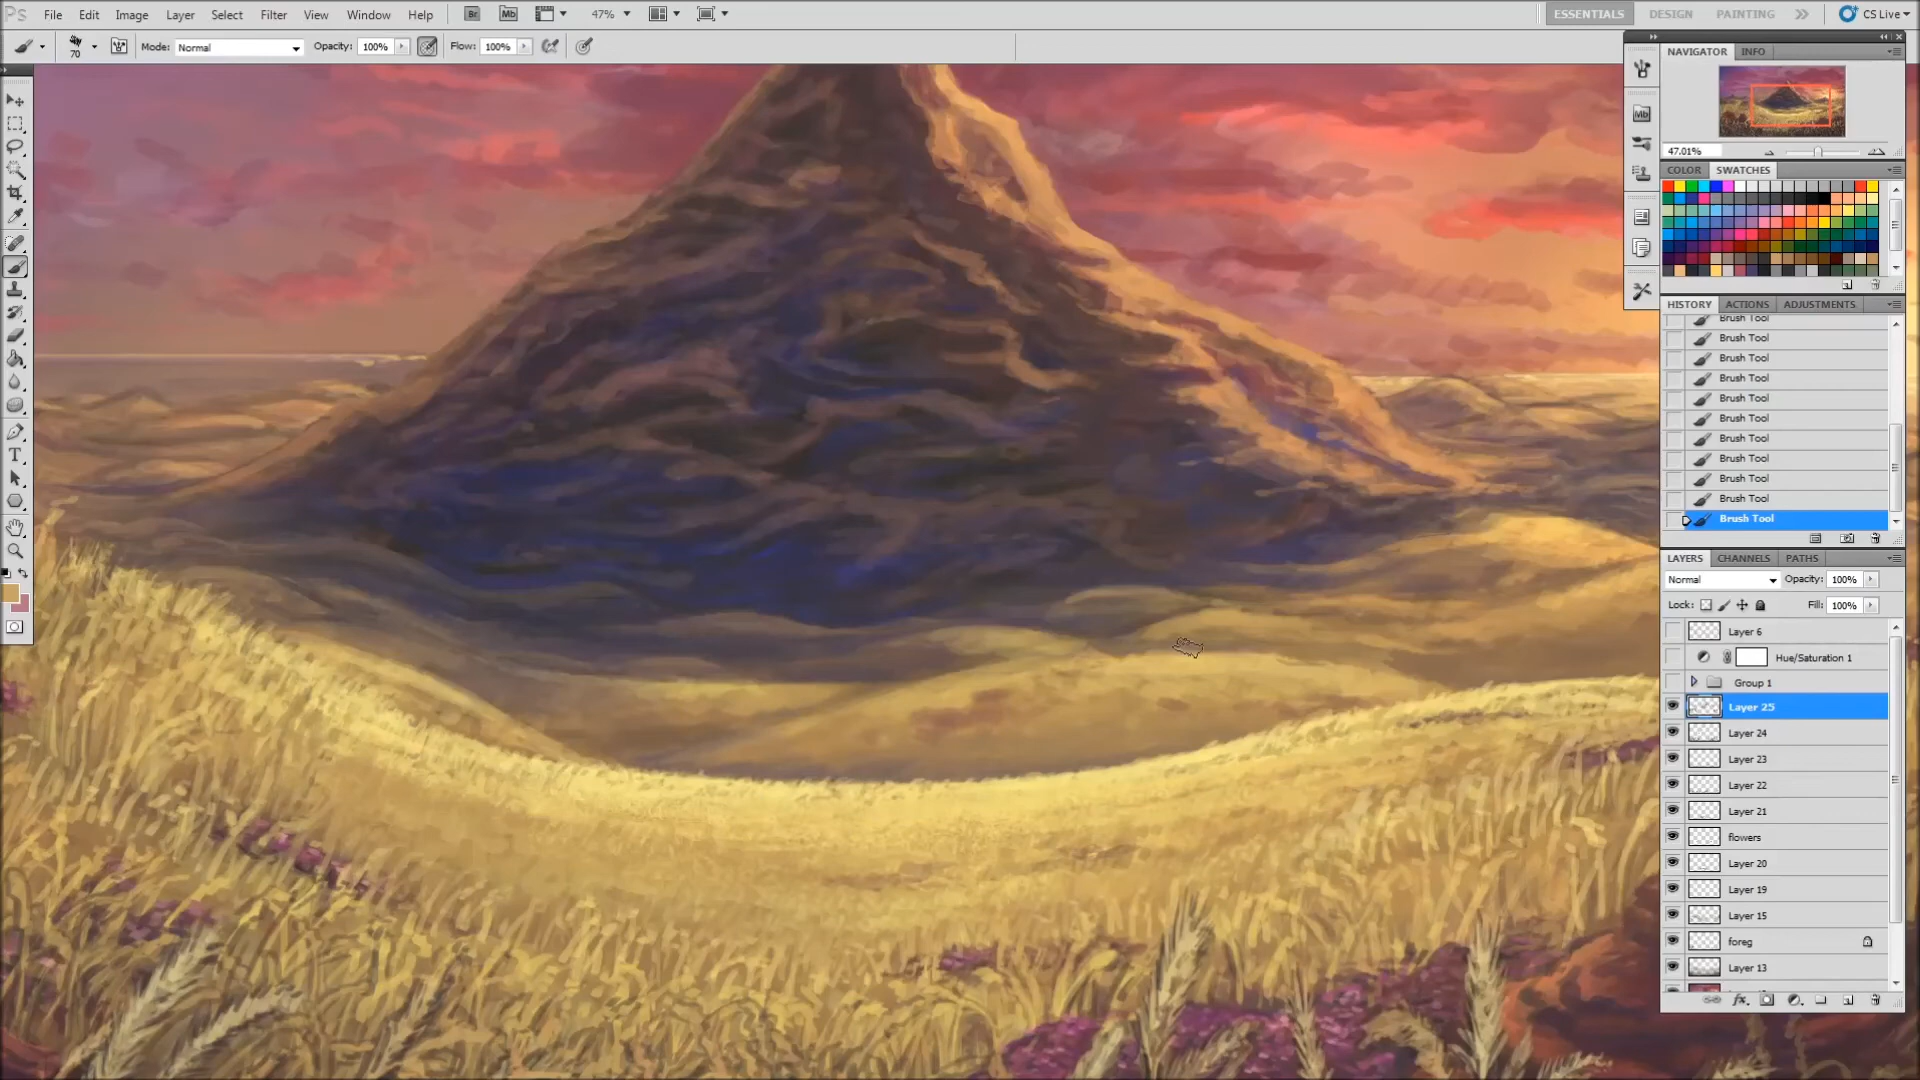 Ps File Edit Image Layer Select Filter View Window Help Br Mb 47% ESSENTIALS DESIGN PAINTING CS Live
70 Mode: Normal Opacity: 100% Flow: 100%
NAVIGATOR INFO
47.01%
COLOR SWATCHES
HISTORY ACTIONS ADJUSTMENTS
Brush Tool
Brush Tool
Brush Tool
Brush Tool
Brush Tool
Brush Tool
Brush Tool
Brush Tool
Brush Tool
Brush Tool
Brush Tool
LAYERS CHANNELS PATHS
Normal Opacity: 100%
Lock: Fill: 100%
Layer 6
Hue/Saturation 1
Group 1
Layer 25
Layer 24
Layer 23
Layer 22
Layer 21
flowers
Layer 20
Layer 19
Layer 15
foreg
Layer 13